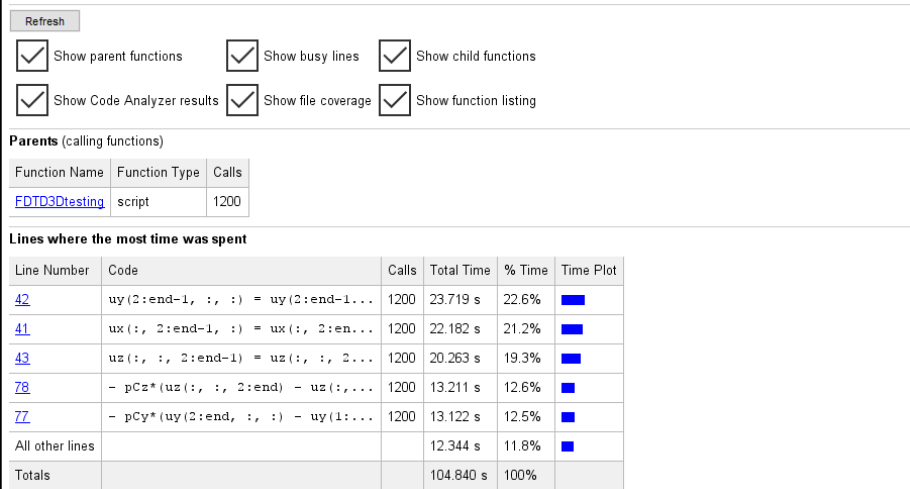 Refresh
Show parent functions Show busy lines Show child functions
Show Code Analyzer results Show file coverage Show function listing
Parents (calling functions)
Function Name Function Type Calls
FDTD3Dtesting script 1200
Lines where the most time was spent
Line Number Code Calls Total Time % Time Time Plot
42 uy(2:end-1, :, :) = uy(2:end-1... 1200 23.719 s 22.6%
41 ux(:, 2:end-1, :) = ux(:, 2:en... 1200 22.182 s 21.2%
43 uz(:, :, 2:end-1) = uz(:, :, 2... 1200 20.263 s 19.3%
78 - pCz*(uz(:, :, 2:end) - uz(:,... 1200 13.211 s 12.6%
77 - pCy*(uy(2:end, :, :) - uy(1:... 1200 13.122 s 12.5%
All other lines 12.344 s 11.8%
Totals 104.840 s 100%